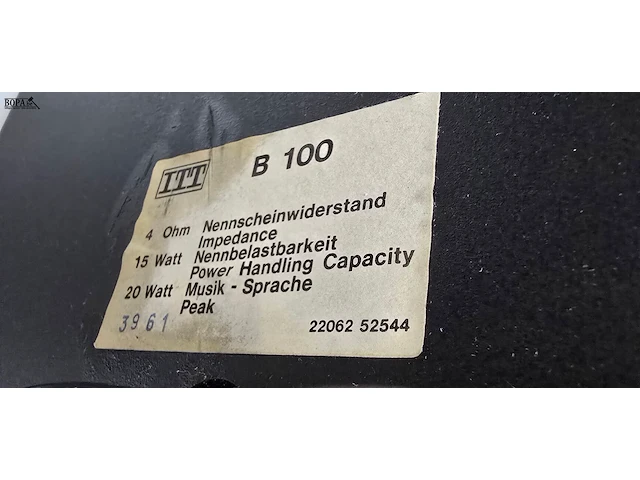 BOPA
ITT
B 100
4 Ohm Nennscheinwiderstand
Impedance
15 Watt Nennbelastbarkeit
Power Handling Capacity
20 Watt Musik - Sprache
Peak
3961
22062 52544